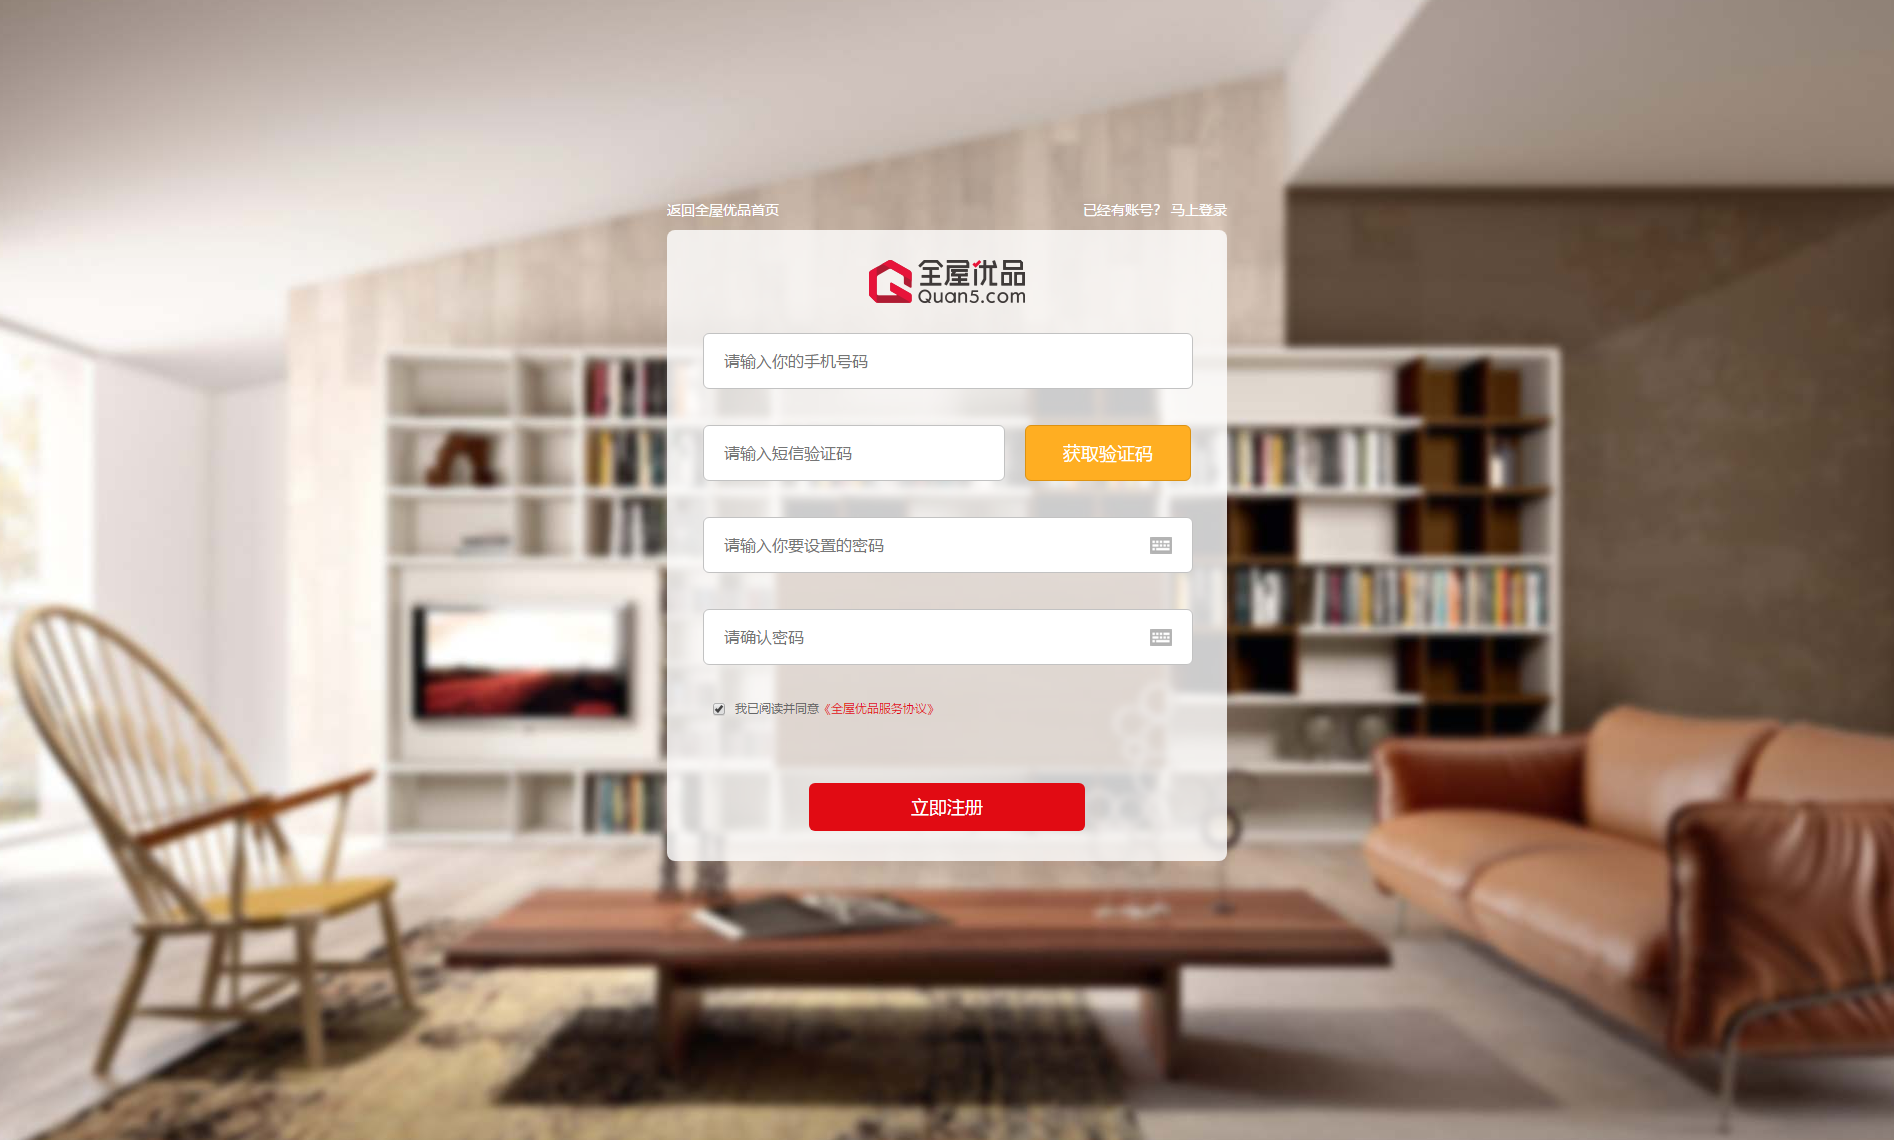 返回全屋优品首页
已经有账号? 马上登录
全屋优品
Quan5.com
请输入你的手机号码
请输入短信验证码
获取验证码
请输入你要设置的密码
请确认密码
我已阅读并同意《全屋优品服务协议》
立即注册